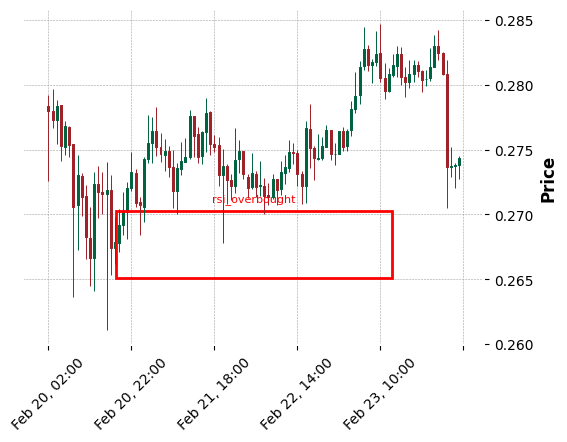 0.285
0.280
0.275
rsi_overbought
0.270
0.265
0.260
Price
Feb 20, 02:00
Feb 20, 22:00
Feb 21, 18:00
Feb 22, 14:00
Feb 23, 10:00